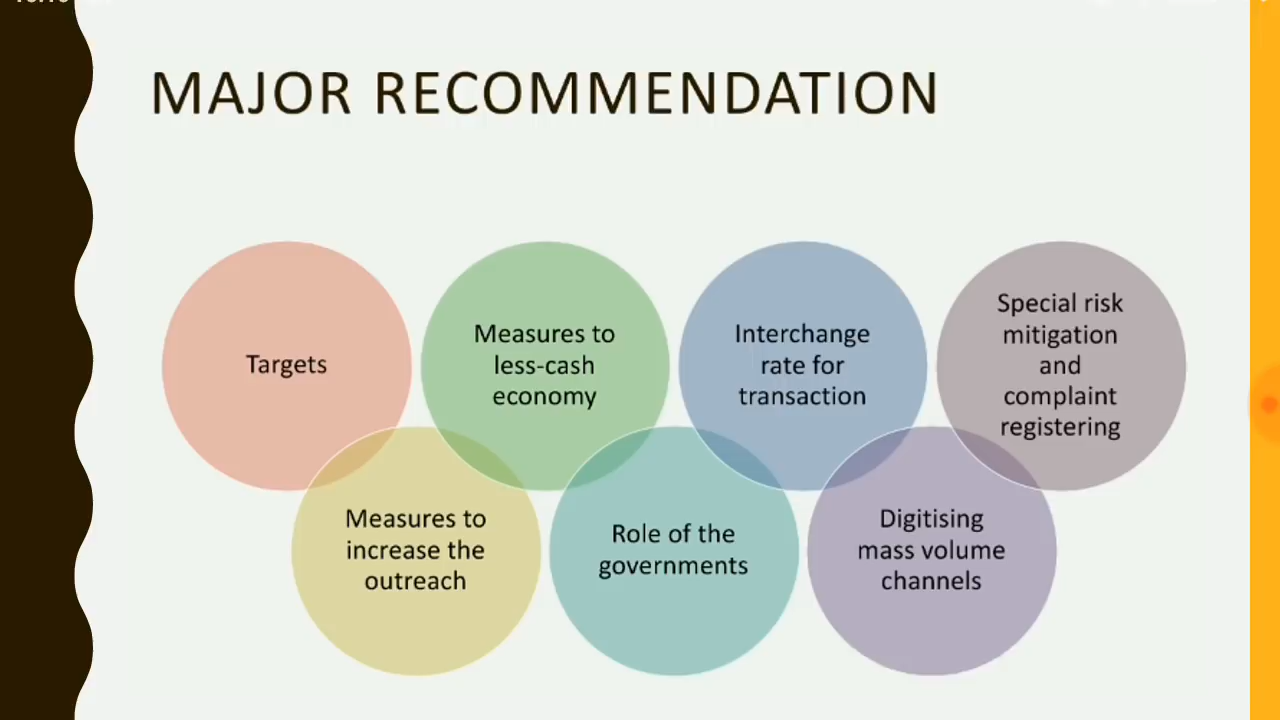 MAJOR RECOMMENDATION
Targets
Measures to
increase the
outreach
Measures to
less-cash
economy
Role of the
governments
Interchange
rate for
transaction
Digitising
mass volume
channels
Special risk
mitigation
and
complaint
registering